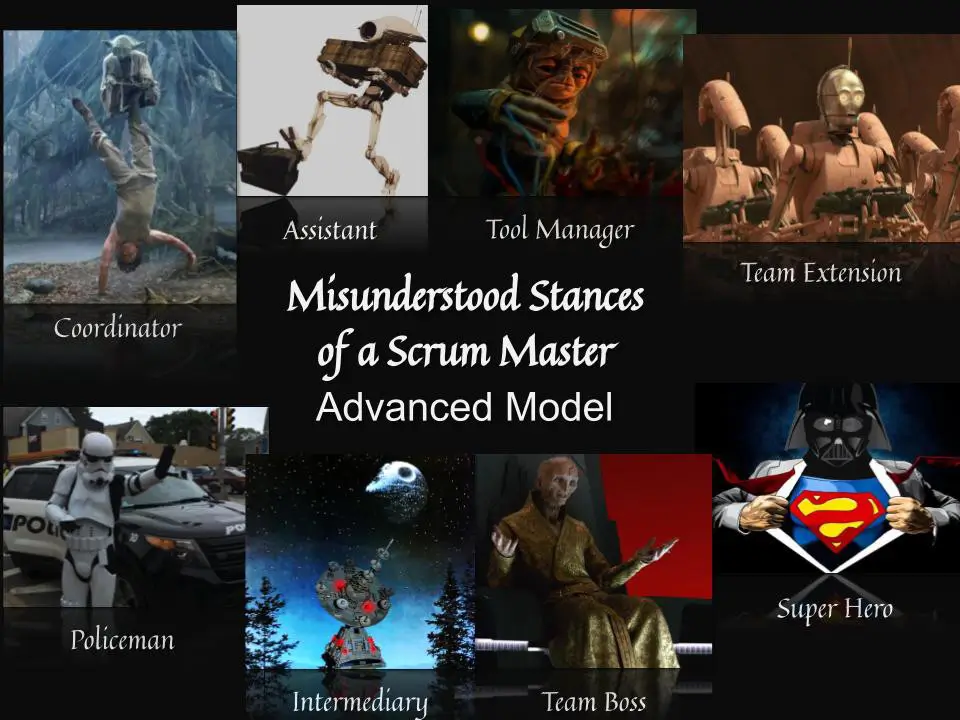 Assistant
Tool Manager
Team Extension
Coordinator
Misunderstood Stances
of a Scrum Master
Advanced Model
POLI
PO
S
Policeman
Super Hero
Intermediary
Team Boss